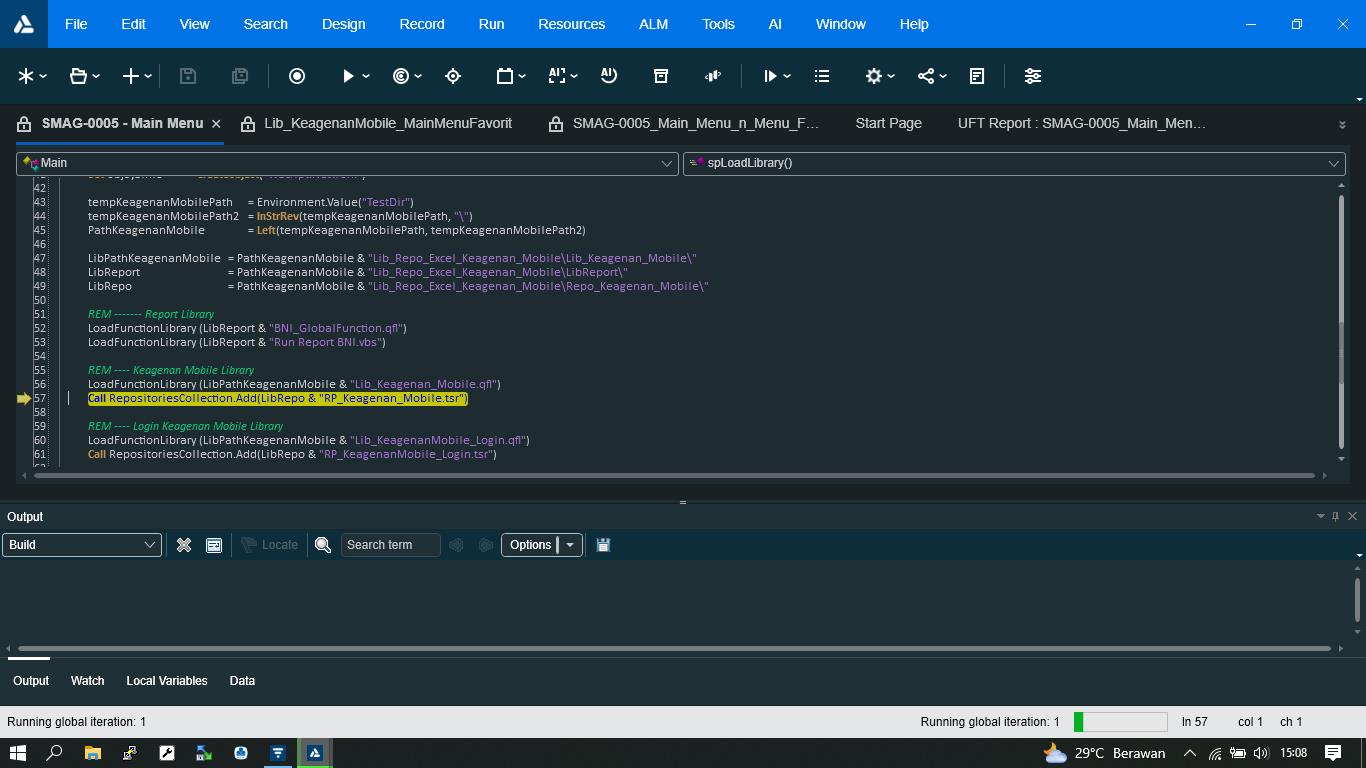 File Edit View Search Design Record Run Resources ALM Tools AI Window Help
SMAG-0005 - Main Menu Lib_KeagenanMobile_MainMenuFavorit SMAG-0005_Main_Menu_n_Menu_F... Start Page UFT Report : SMAG-0005_Main_Men...
Main spLoadLibrary()
42
43 tempKeagenanMobilePath = Environment.Value("TestDir")
44 tempKeagenanMobilePath2 = InStrRev(tempKeagenanMobilePath, "\")
45 PathKeagenanMobile = Left(tempKeagenanMobilePath, tempKeagenanMobilePath2)
46
47 LibPathKeagenanMobile = PathKeagenanMobile & "Lib_Repo_Excel_Keagenan_Mobile\Lib_Keagenan_Mobile\"
48 LibReport = PathKeagenanMobile & "Lib_Repo_Excel_Keagenan_Mobile\LibReport\"
49 LibRepo = PathKeagenanMobile & "Lib_Repo_Excel_Keagenan_Mobile\Repo_Keagenan_Mobile\"
50
51 REM ------- Report Library
52 LoadFunctionLibrary (LibReport & "BNI_GlobalFunction.qfl")
53 LoadFunctionLibrary (LibReport & "Run Report BNI.vbs")
54
55 REM ---- Keagenan Mobile Library
56 LoadFunctionLibrary (LibPathKeagenanMobile & "Lib_Keagenan_Mobile.qfl")
57 Call RepositoriesCollection.Add(LibRepo & "RP_Keagenan_Mobile.tsr")
58
59 REM ---- Login Keagenan Mobile Library
60 LoadFunctionLibrary (LibPathKeagenanMobile & "Lib_KeagenanMobile_Login.qfl")
61 Call RepositoriesCollection.Add(LibRepo & "RP_KeagenanMobile_Login.tsr")
Output
Build Locate Search term Options
Output Watch Local Variables Data
Running global iteration: 1 Running global iteration: 1 ln 57 col 1 ch 1
29°C Berawan 15:08